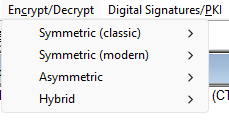 Encrypt/Decrypt Digital Signatures/PKI
Symmetric (classic) >
Symmetric (modern) >
Asymmetric >
Hybrid >
(CT